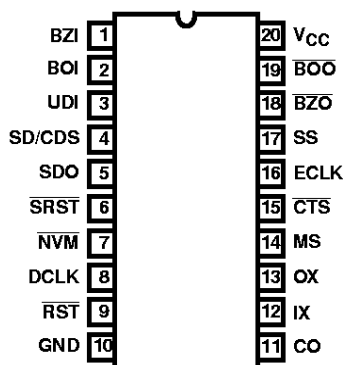 BZI 1 20 VCC
BOI 2 19 BOO
UDI 3 18 BZO
SD/CDS 4 17 SS
SDO 5 16 ECLK
SRST 6 15 CTS
NVM 7 14 MS
DCLK 8 13 OX
RST 9 12 IX
GND 10 11 CO